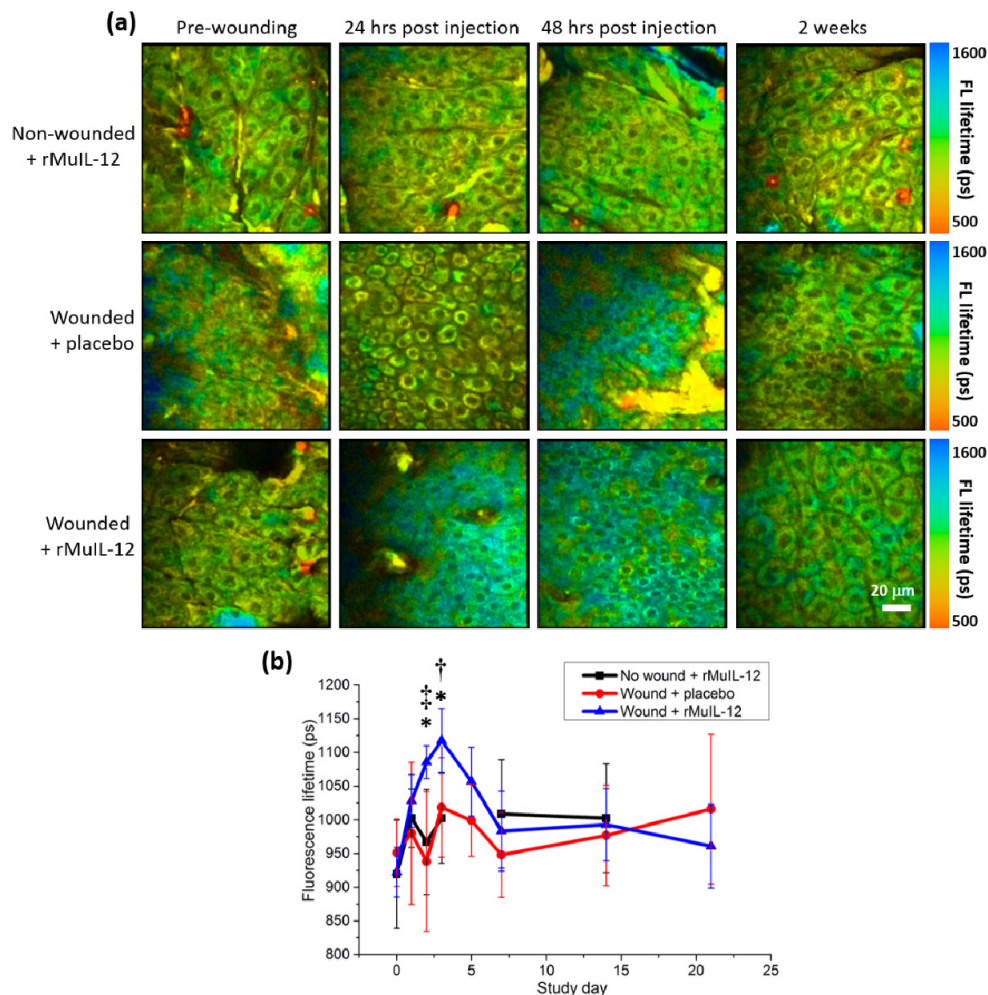 (a)
Pre-wounding 24 hrs post injection 48 hrs post injection 2 weeks
Non-wounded
+ rMuIL-12
1600
FL lifetime (ps)
500
Wounded
+ placebo
1600
FL lifetime (ps)
500
Wounded
+ rMuIL-12
20 µm
1600
FL lifetime (ps)
500
(b)
† 
‡ *
*
No wound + rMuIL-12
Wound + placebo
Wound + rMuIL-12
Fluorescence lifetime (ps)
1200
1150
1100
1050
1000
950
900
850
800
0 5 10 15 20 25
Study day